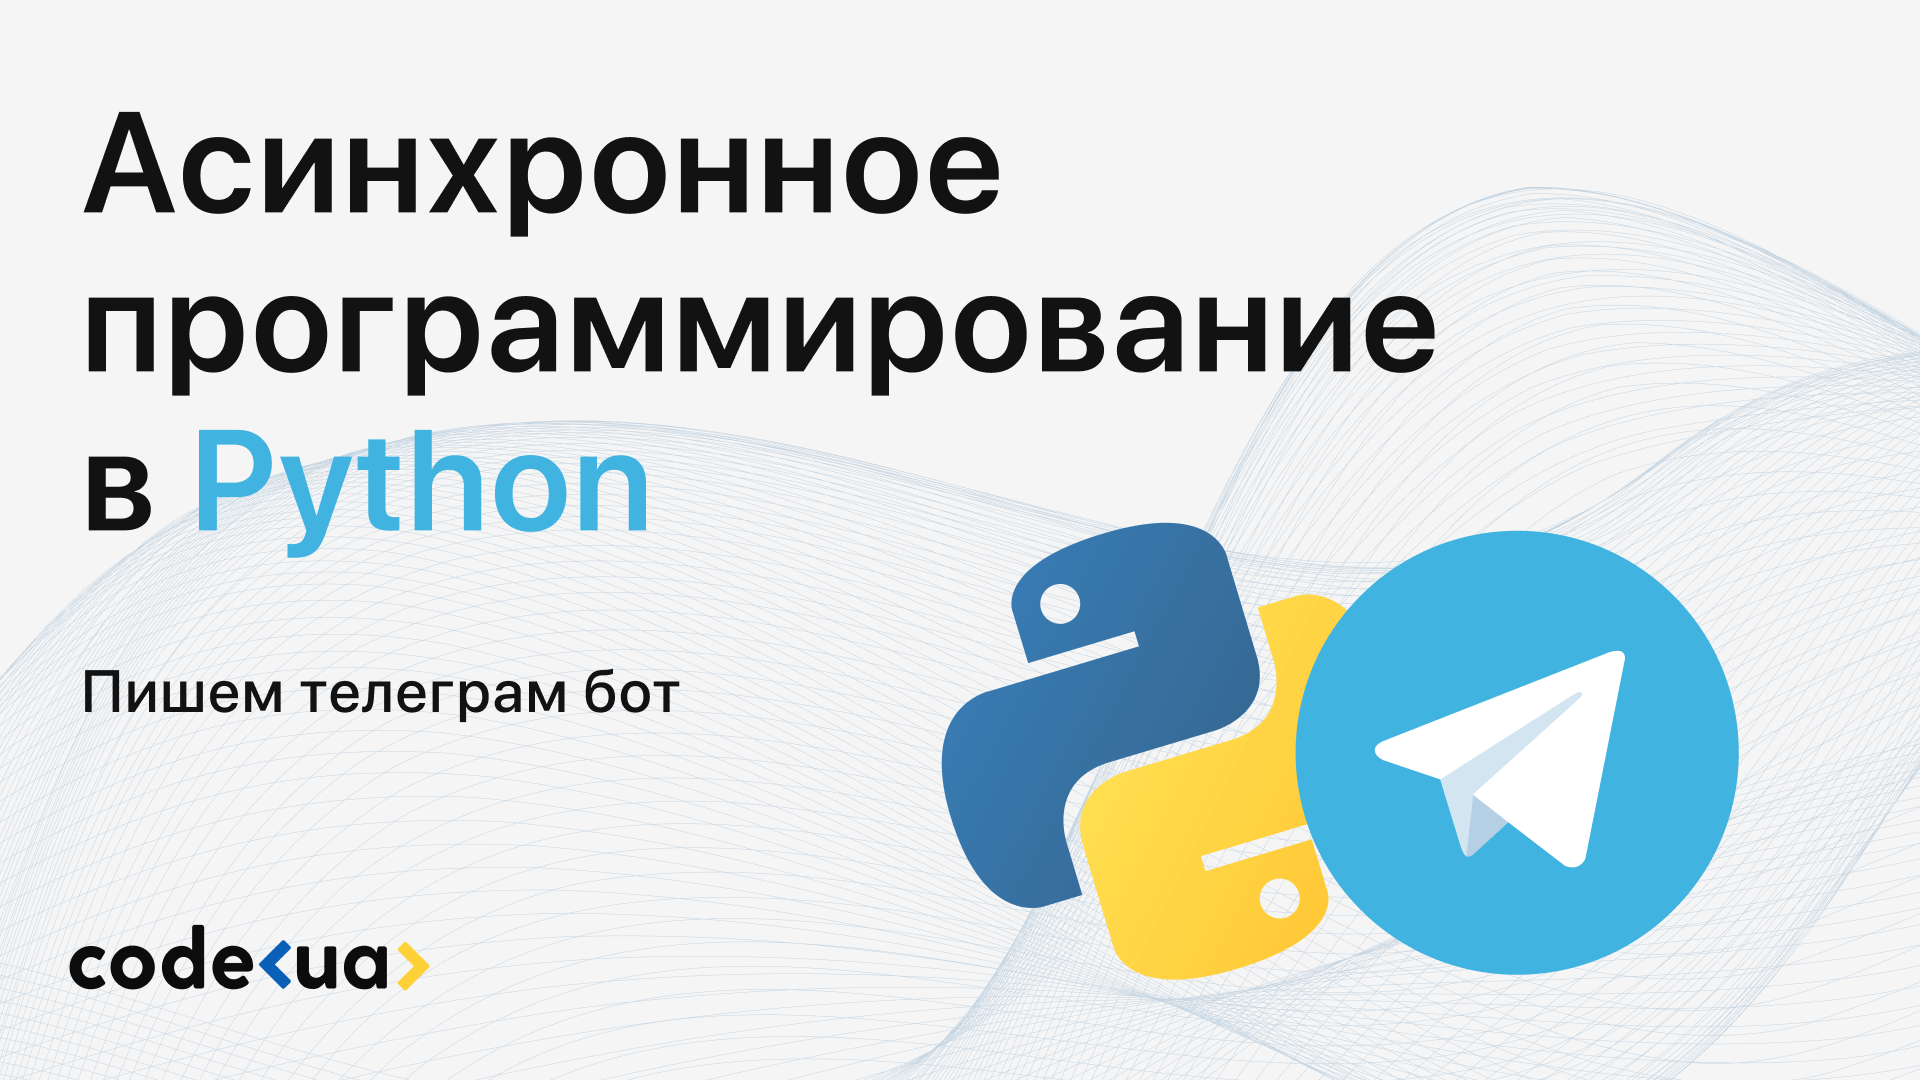 Асинхронное
программирование
в Python
Пишем телеграм бот
code<ua>